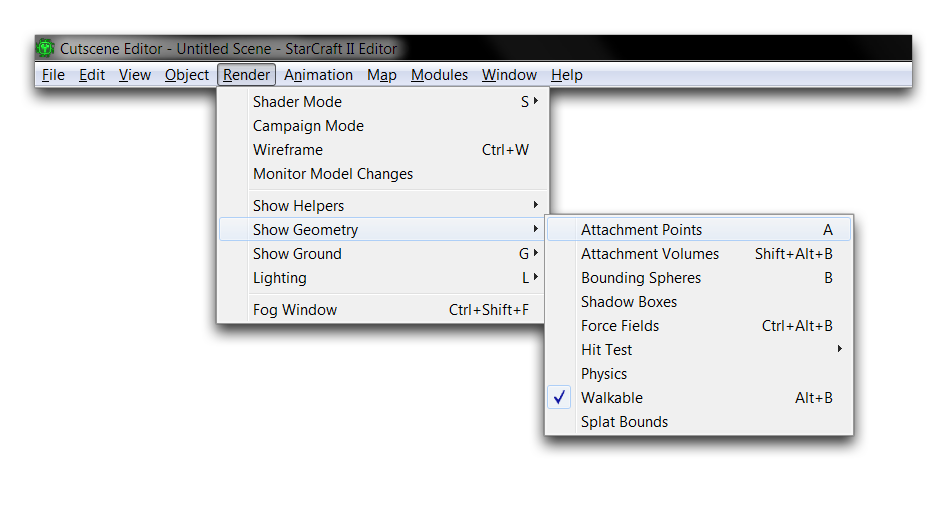 Cutscene Editor - Untitled Scene - StarCraft II Editor
File Edit View Object Render Animation Map Modules Window Help
Shader Mode S
Campaign Mode
Wireframe Ctrl+W
Monitor Model Changes
Show Helpers
Show Geometry
Show Ground G
Lighting L
Fog Window Ctrl+Shift+F
Attachment Points A
Attachment Volumes Shift+Alt+B
Bounding Spheres B
Shadow Boxes
Force Fields Ctrl+Alt+B
Hit Test
Physics
Walkable Alt+B
Splat Bounds